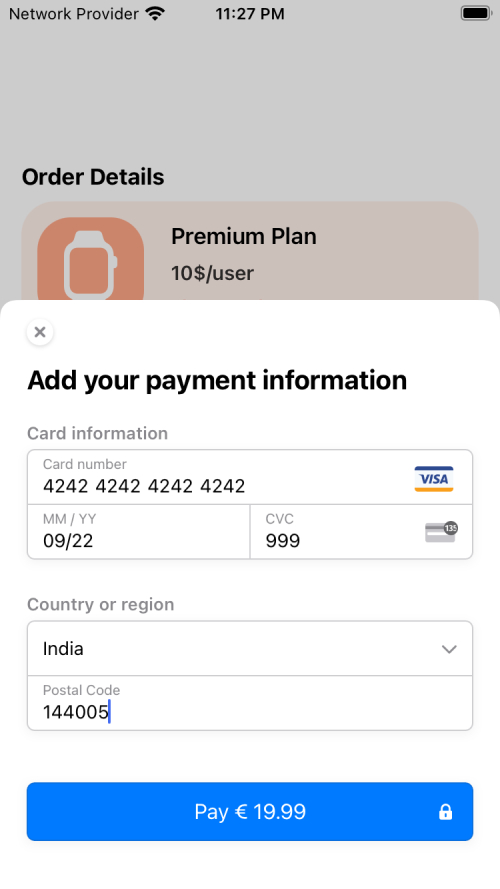 Network Provider 11:27 PM
Order Details
Premium Plan
10$/user
Add your payment information
Card information
Card number
4242 4242 4242 4242 VISA
MM / YY CVC
09/22 999 135
Country or region
India
Postal Code
144005
Pay € 19.99